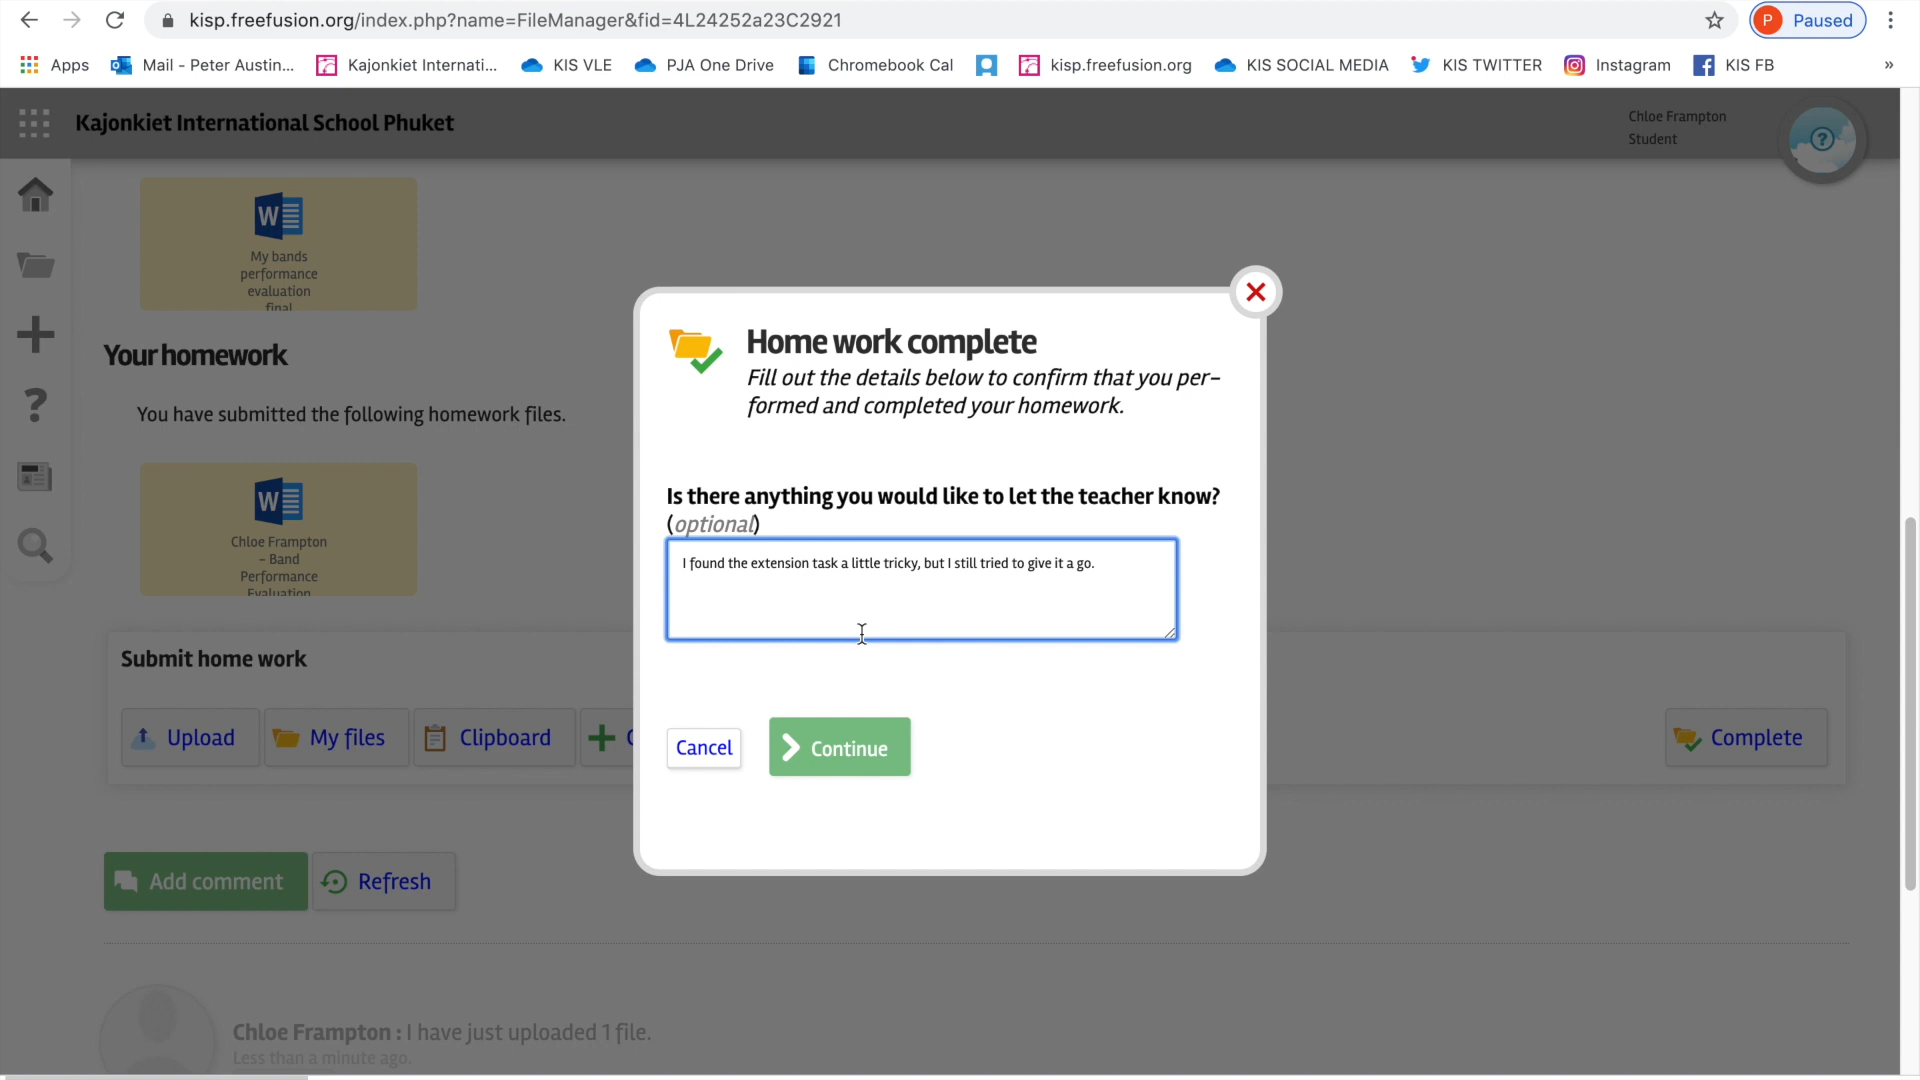 kisp.freefusion.org/index.php?name=FileManager&fid=4L24252a23C2921
P Paused
Apps
Mail - Peter Austin...
Kajonkiet Internati...
KIS VLE
PJA One Drive
Chromebook Cal
kisp.freefusion.org
KIS SOCIAL MEDIA
KIS TWITTER
Instagram
KIS FB
»
Kajonkiet International School Phuket
Chloe Frampton
Student
W
My bands
performance
evaluation
final
Your homework
You have submitted the following homework files.
W
Chloe Frampton
- Band
Performance
Evaluation
Home work complete
Fill out the details below to confirm that you per-
formed and completed your homework.
Is there anything you would like to let the teacher know?
(optional)
I found the extension task a little tricky, but I still tried to give it a go.
Cancel
Continue
Submit home work
Upload
My files
Clipboard
Complete
Add comment
Refresh
Chloe Frampton : I have just uploaded 1 file.
Less than a minute ago.